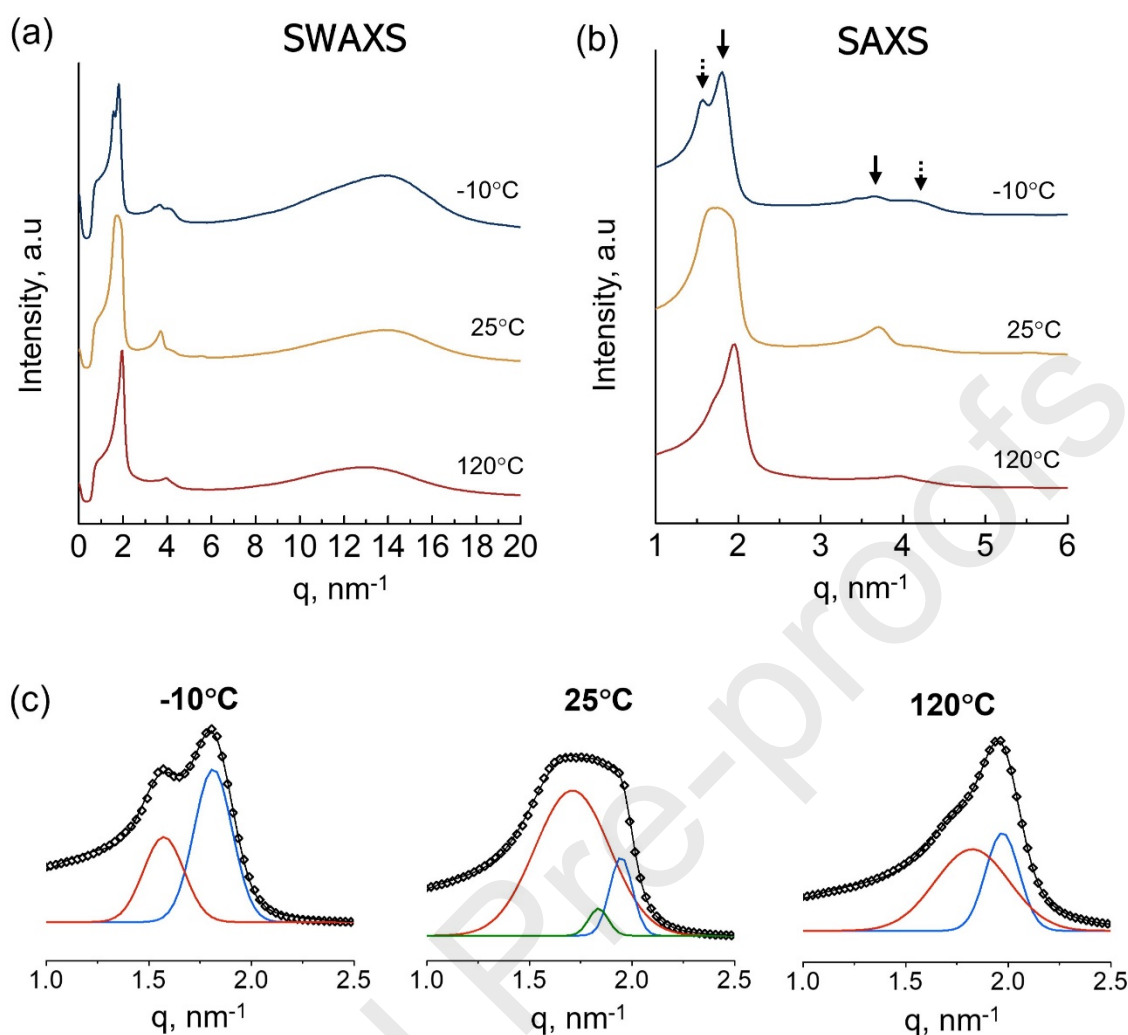 (a) SWAXS
Intensity, a.u
-10°C
25°C
120°C
0 2 4 6 8 10 12 14 16 18 20
q, nm-1
(b) SAXS
Intensity, a.u
-10°C
25°C
120°C
1 2 3 4 5 6
q, nm-1
(c)
-10°C
1.0 1.5 2.0 2.5
q, nm-1
25°C
1.0 1.5 2.0 2.5
q, nm-1
120°C
1.0 1.5 2.0 2.5
q, nm-1
Pre-proofs